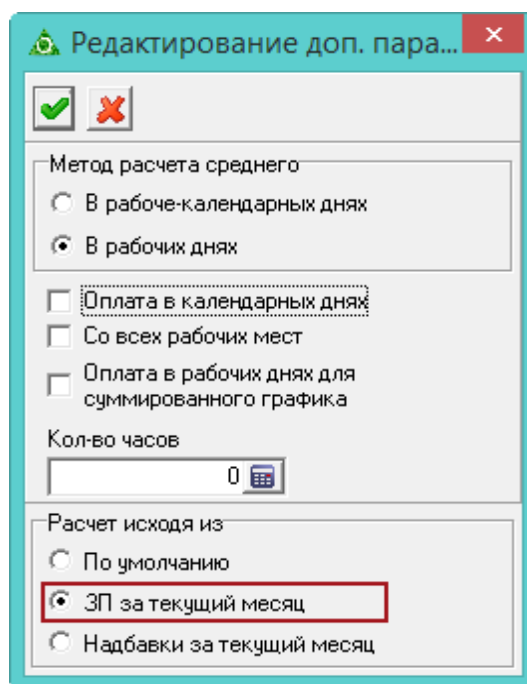 Редактирование доп. пара...
Метод расчета среднего
В рабоче-календарных днях
В рабочих днях
Оплата в календарных днях
Со всех рабочих мест
Оплата в рабочих днях для
суммированного графика
Кол-во часов
0
Расчет исходя из
По умолчанию
ЗП за текущий месяц
Надбавки за текущий месяц